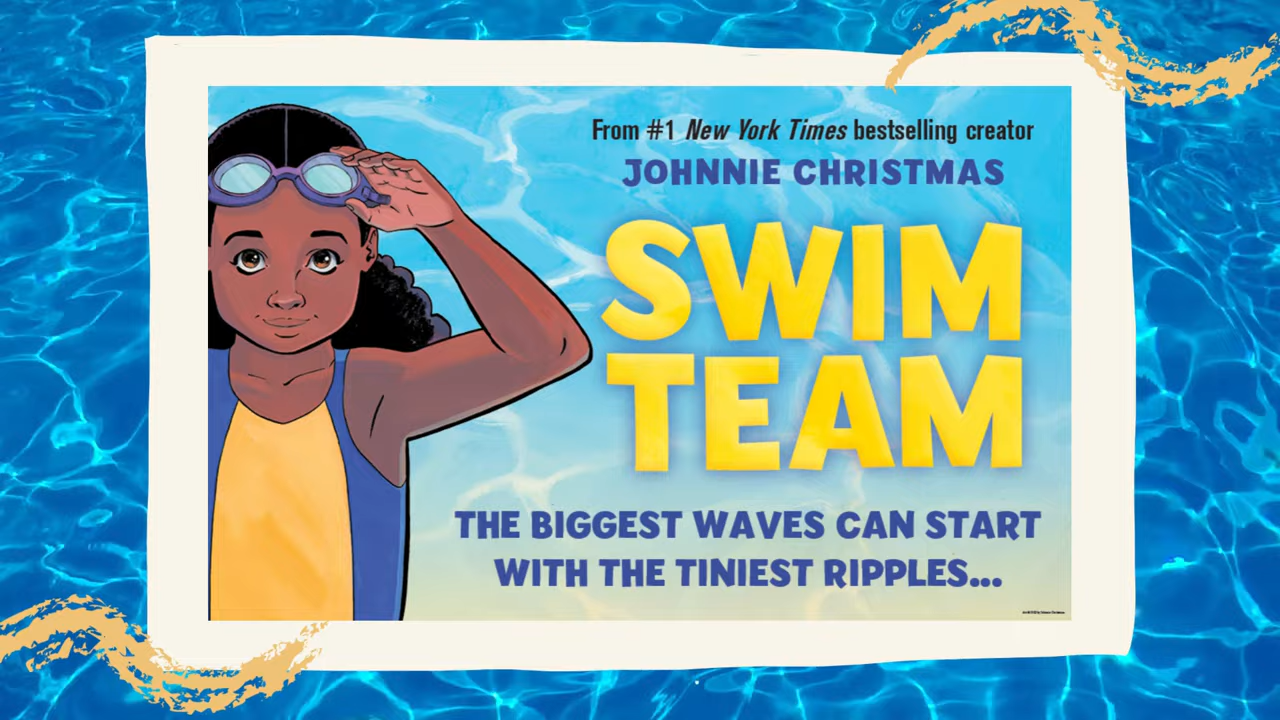 From #1 New York Times bestselling creator
JOHNNIE CHRISTMAS
SWIM
TEAM
THE BIGGEST WAVES CAN START
WITH THE TINIEST RIPPLES...